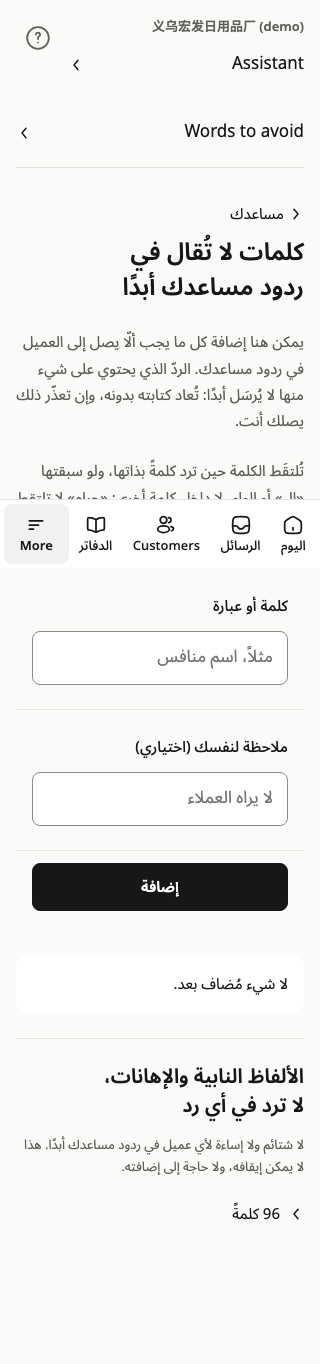 义乌宏发日用品厂 (demo)
Assistant
Words to avoid
مساعدك
كلمات لا تُقال في
ردود مساعدك أبدًا
يمكن هنا إضافة كل ما يجب ألّا يصل إلى العميل
في ردود مساعدك. الردّ الذي يحتوي على شيء
منها لا يُرسَل أبدًا: تُعاد كتابته بدونه، وإن تعذّر ذلك
يصلك أنت.
تُلتقَط الكلمة حين ترد كلمةً بذاتها، ولو سبقتها
اليوم
الرسائل
Customers
الدفاتر
More
كلمة أو عبارة
مثلاً، اسم منافس
ملاحظة لنفسك (اختياري)
لا يراه العملاء
إضافة
لا شيء مُضاف بعد.
الألفاظ النابية والإهانات،
لا ترد في أي رد
لا شتائم ولا إساءة لأي عميل في ردود مساعدك أبدًا. هذا
لا يمكن إيقافه، ولا حاجة إلى إضافته.
96 كلمةً